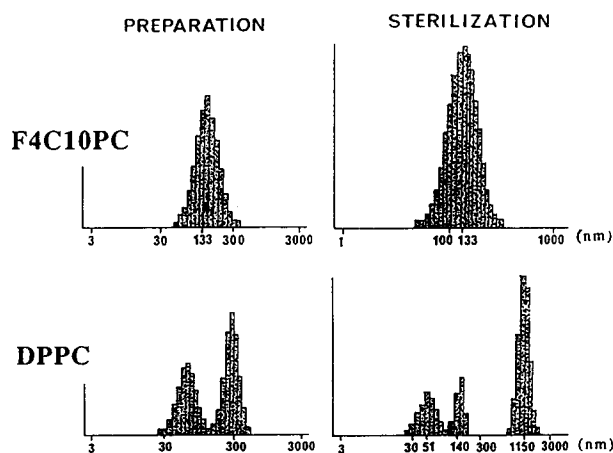 PREPARATION STERILIZATION
F4C10PC
3 30 133 300 3000 1 100 133 1000 (nm)
DPPC
3 30 300 3000 3 30 51 140 300 1150 3000 (nm)